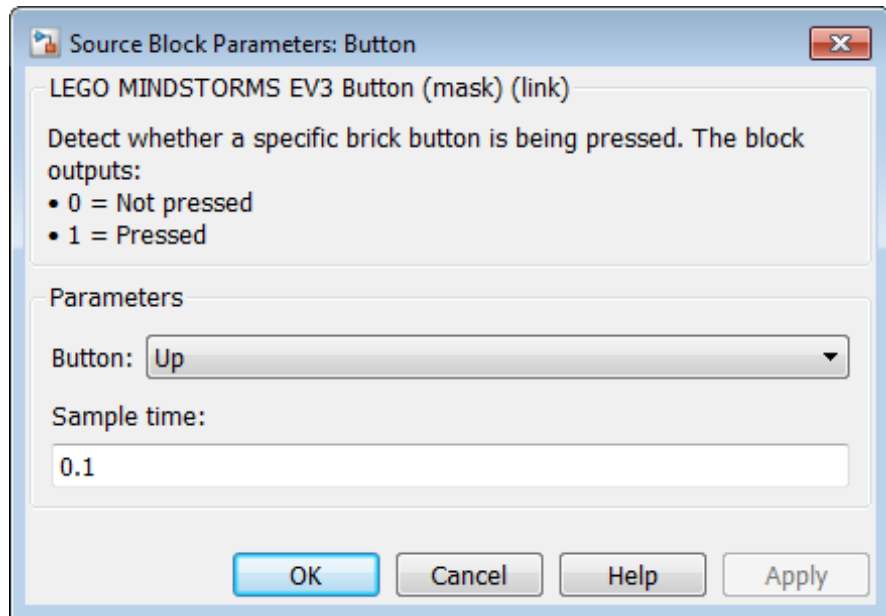 Source Block Parameters: Button
LEGO MINDSTORMS EV3 Button (mask) (link)
Detect whether a specific brick button is being pressed. The block
outputs:
• 0 = Not pressed
• 1 = Pressed
Parameters
Button: Up
Sample time:
0.1
OK Cancel Help Apply